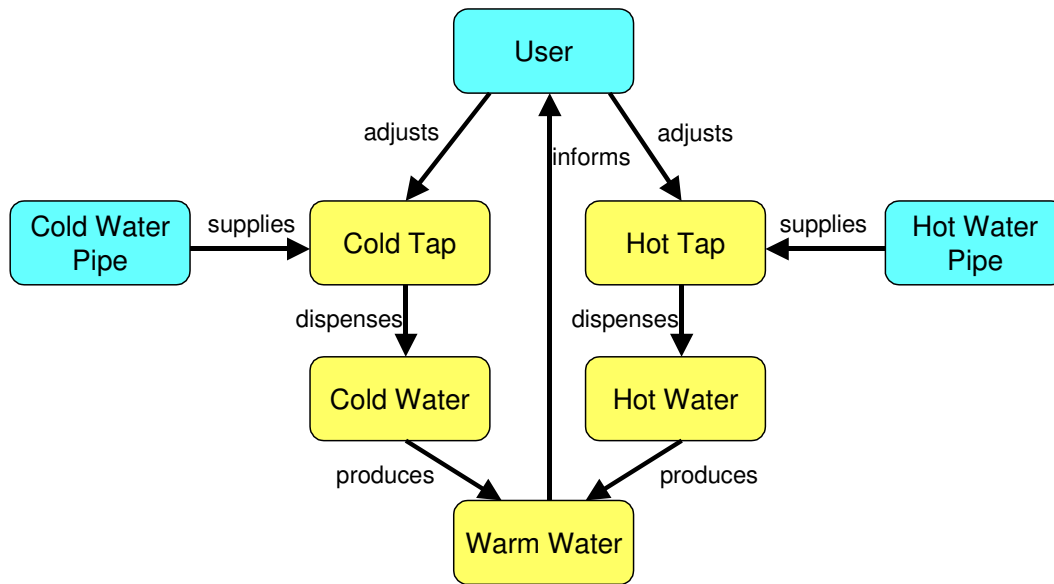 User
adjusts
adjusts
informs
Cold Water
Pipe
supplies
Cold Tap
Hot Tap
supplies
Hot Water
Pipe
dispenses
dispenses
Cold Water
Hot Water
produces
produces
Warm Water